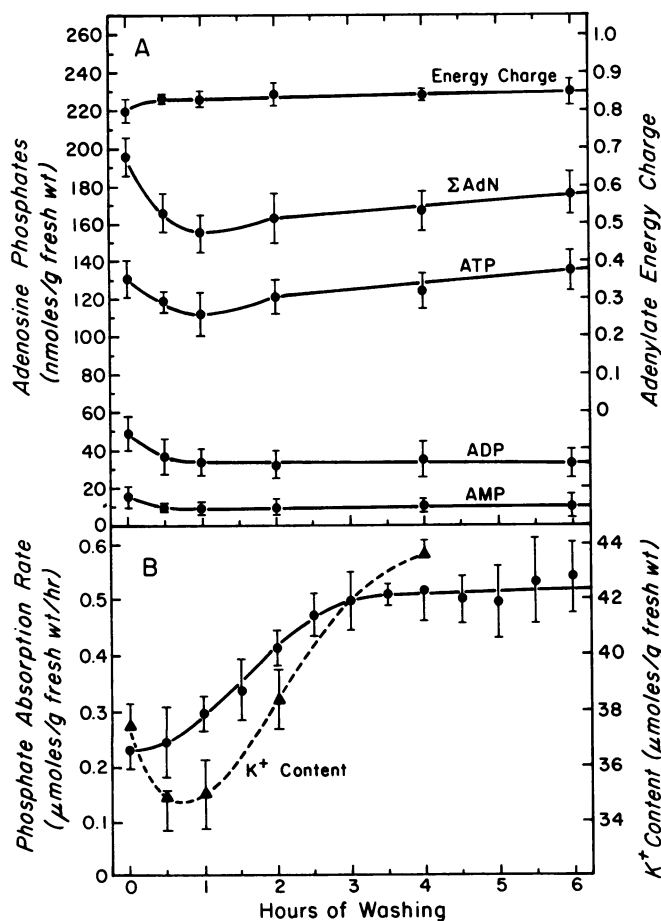 A
260
240
220
200
180
160
140
120
100
80
60
40
20
0
Adenosine Phosphates
(nmoles/g fresh wt)
1.0
0.9
0.8
0.7
0.6
0.5
0.4
0.3
0.2
0.1
0
Adenylate Energy Charge
Energy Charge
ΣAdN
ATP
ADP
AMP
B
0.6
0.5
0.4
0.3
0.2
0.1
0
Phosphate Absorption Rate
(μmoles/g fresh wt/hr)
44
42
40
38
36
34
K+ Content (μmoles/g fresh wt)
K+ Content
0 1 2 3 4 5 6
Hours of Washing